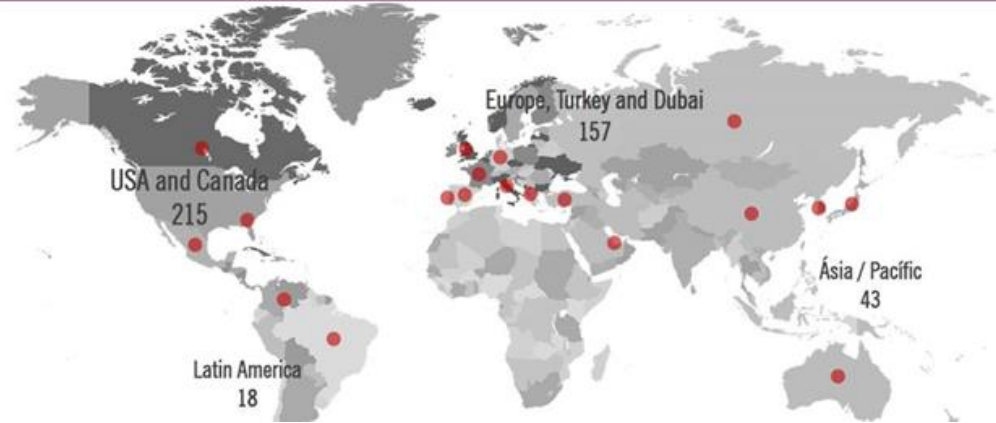 Europe, Turkey and Dubai
157
USA and Canada
215
Ásia / Pacífic
43
Latin America
18